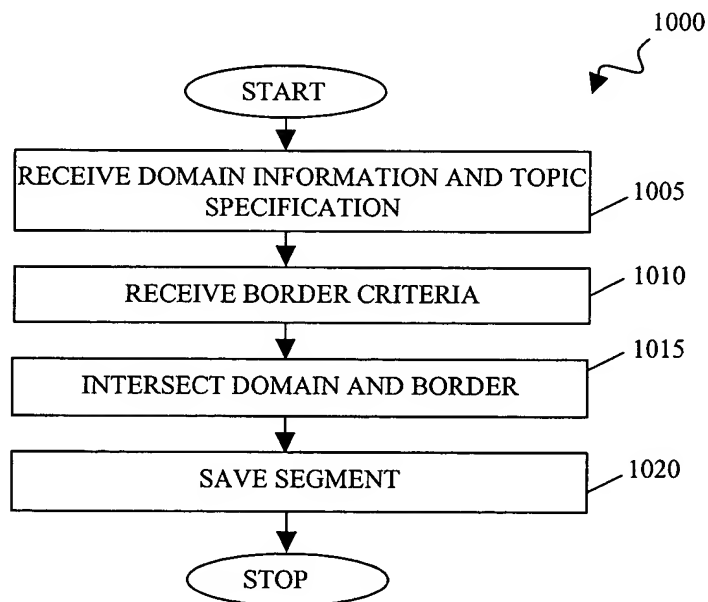 1000
START
RECEIVE DOMAIN INFORMATION AND TOPIC
SPECIFICATION
1005
RECEIVE BORDER CRITERIA
1010
INTERSECT DOMAIN AND BORDER
1015
SAVE SEGMENT
1020
STOP